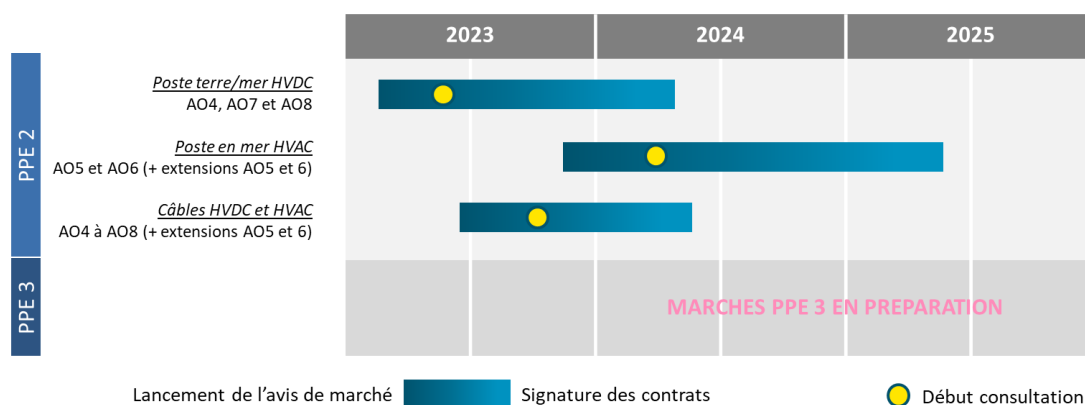 2023
2024
2025
PPE 2
Poste terre/mer HVDC
AO4, AO7 et AO8
Poste en mer HVAC
AO5 et AO6 (+ extensions AO5 et 6)
Câbles HVDC et HVAC
AO4 à AO8 (+ extensions AO5 et 6)
PPE 3
MARCHES PPE 3 EN PREPARATION
Lancement de l’avis de marché
Signature des contrats
Début consultation